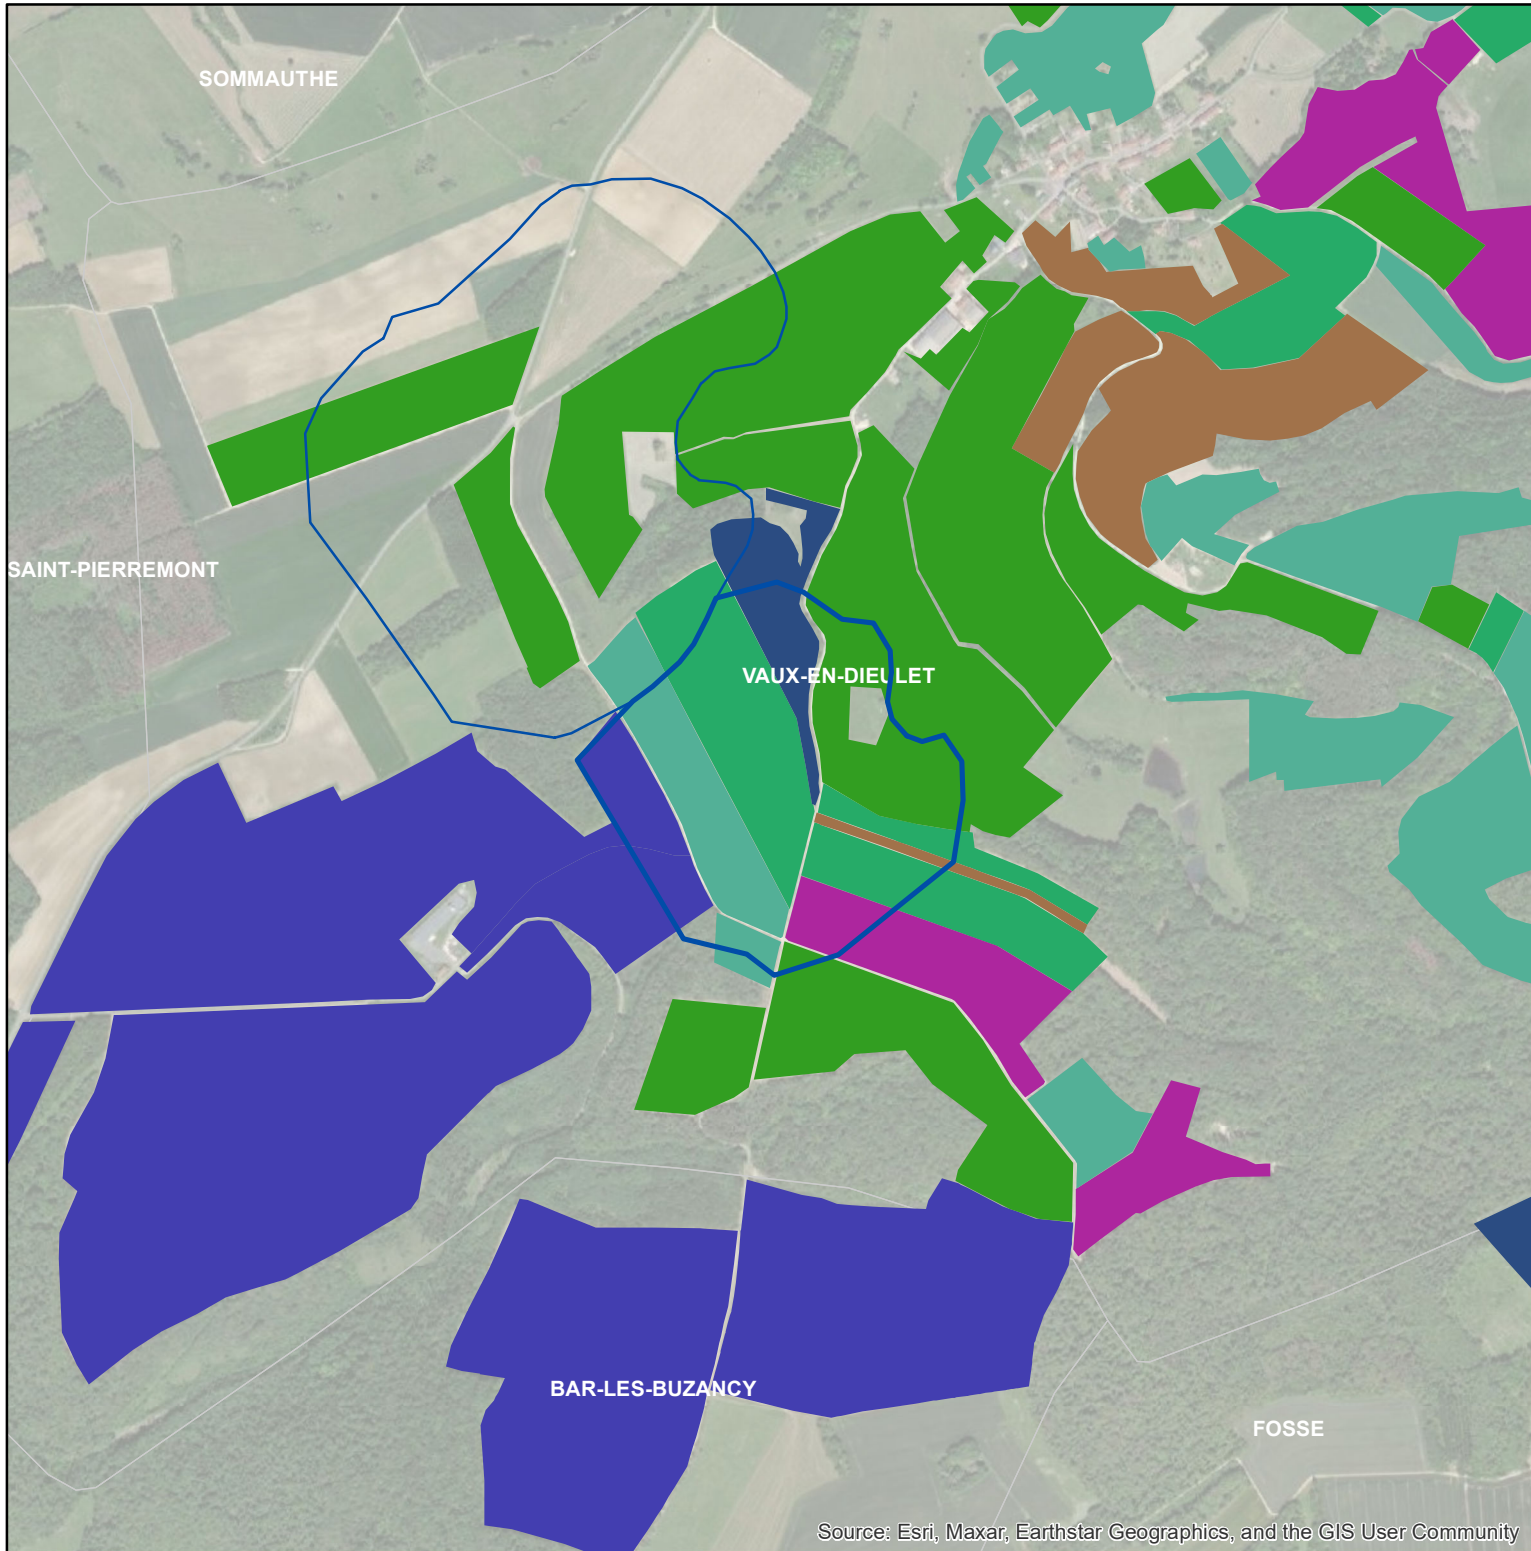 SOMMAUTHE
SAINT-PIERREMONT
VAUX-EN-DIEULET
BAR-LES-BUZANCY
FOSSE
Source: Esri, Maxar, Earthstar Geographics, and the GIS User Community